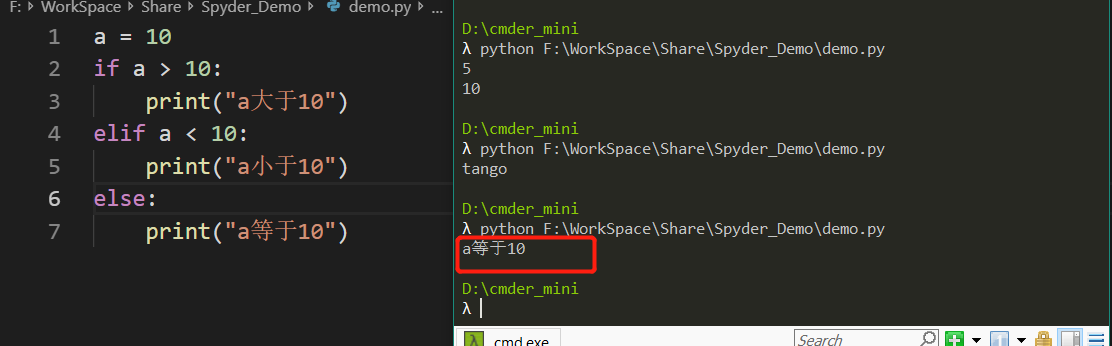 F: > WorkSpace > Share > Spyder_Demo > demo.py > ...
1 a = 10
2 if a > 10:
3     print("a大于10")
4 elif a < 10:
5     print("a小于10")
6 else:
7     print("a等于10")
D:\cmder_mini
λ python F:\WorkSpace\Share\Spyder_Demo\demo.py
5
10
D:\cmder_mini
λ python F:\WorkSpace\Share\Spyder_Demo\demo.py
tango
D:\cmder_mini
λ python F:\WorkSpace\Share\Spyder_Demo\demo.py
a等于10
D:\cmder_mini
λ
λ cmd.exe Search